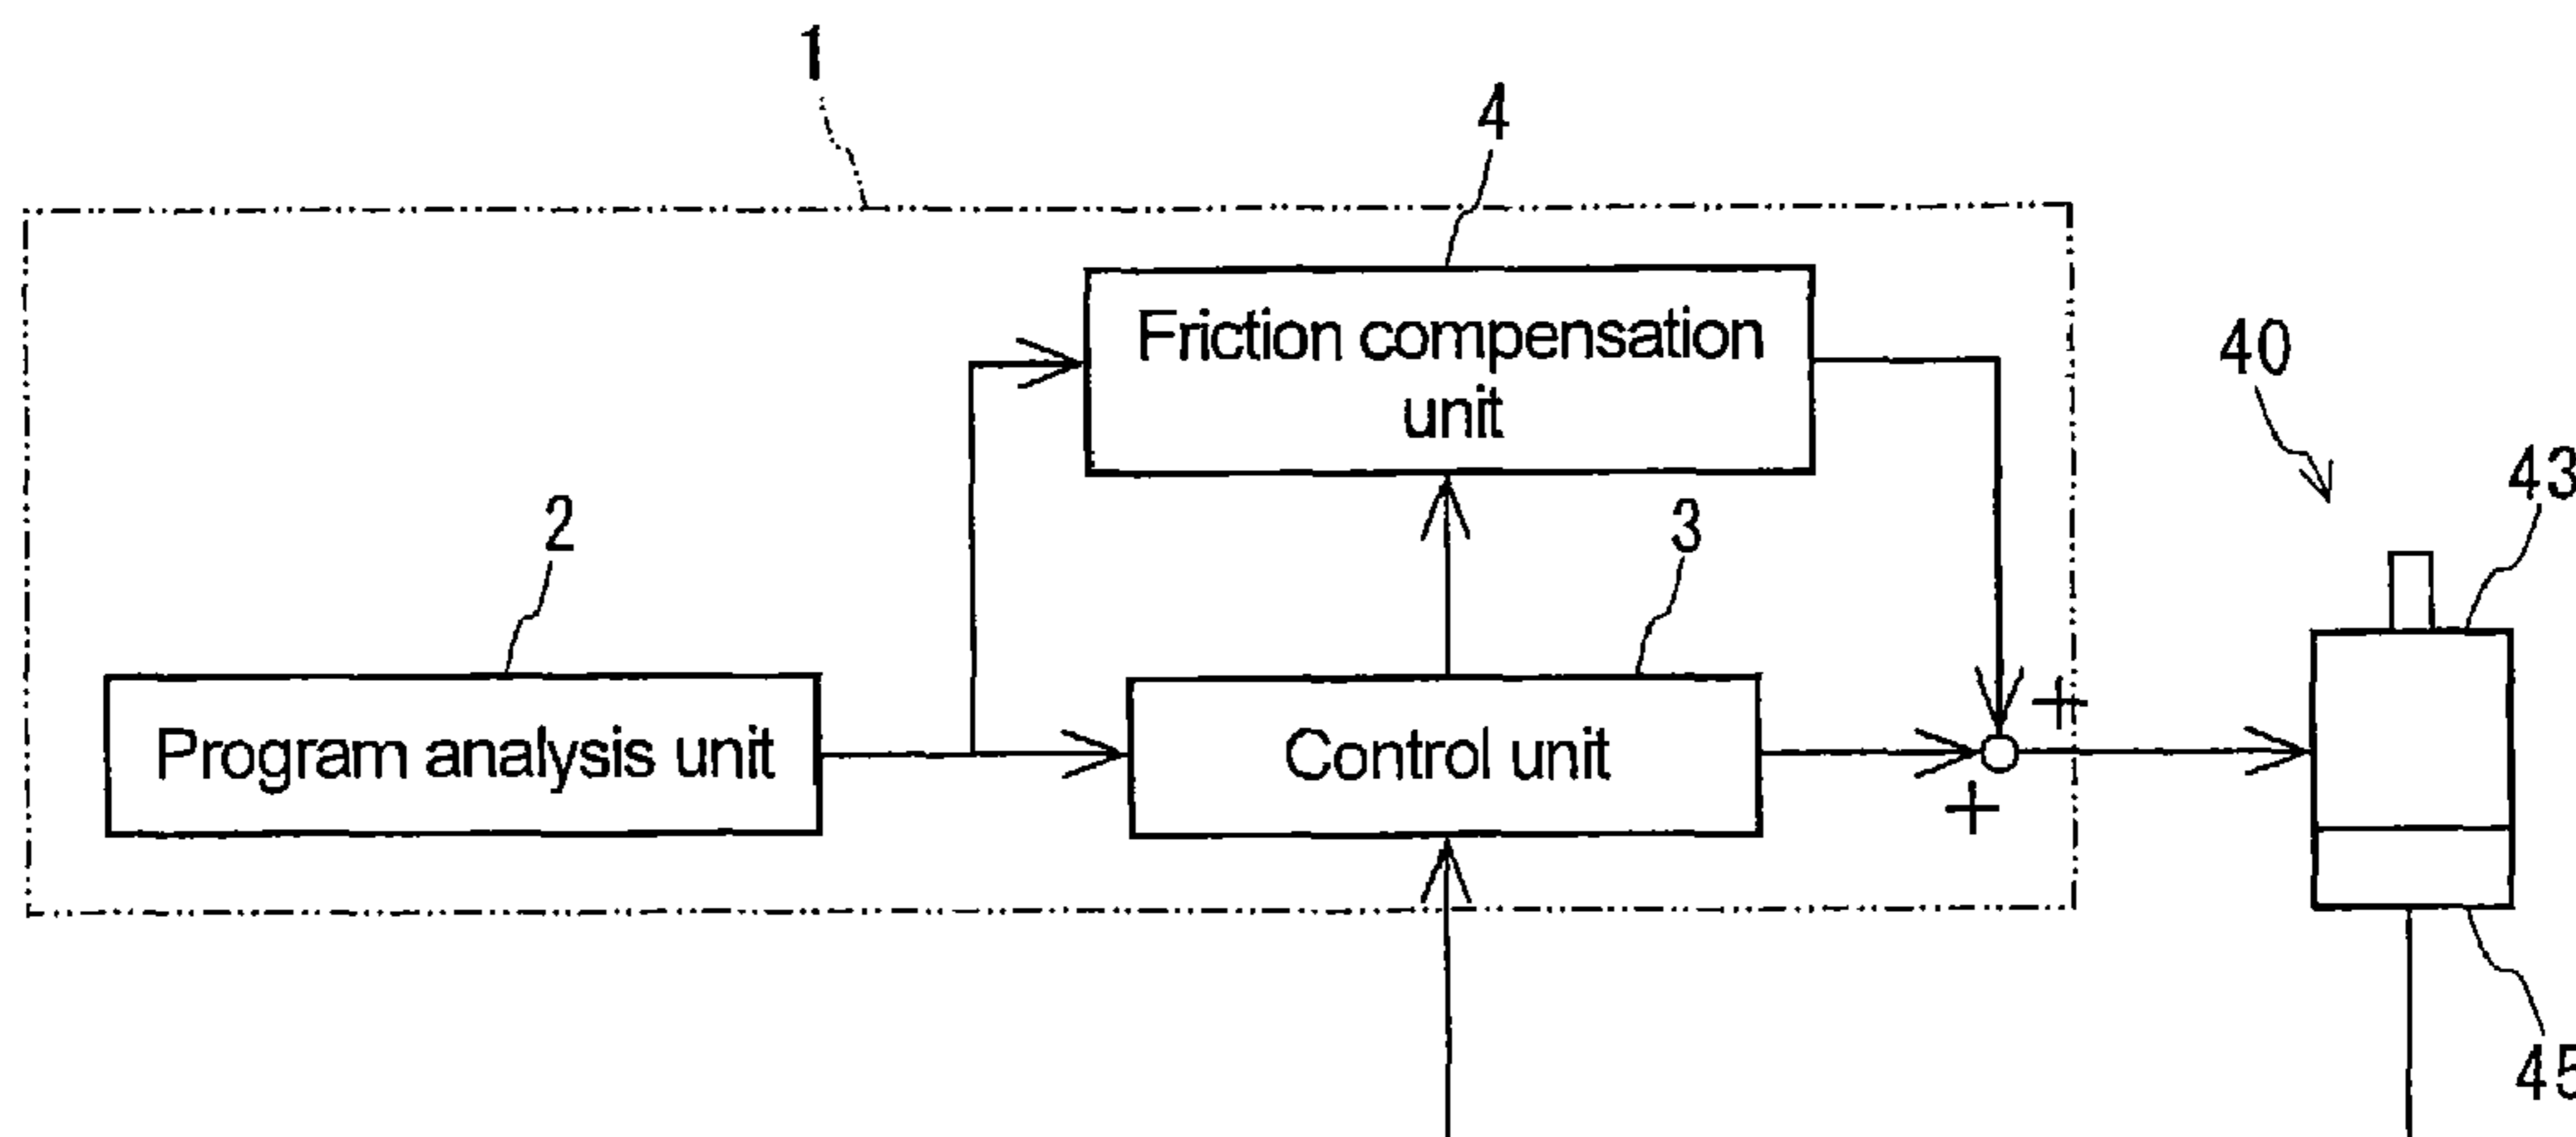 1
4
Friction compensation
unit
40
43
2
3
Program analysis unit
Control unit
+
+
45